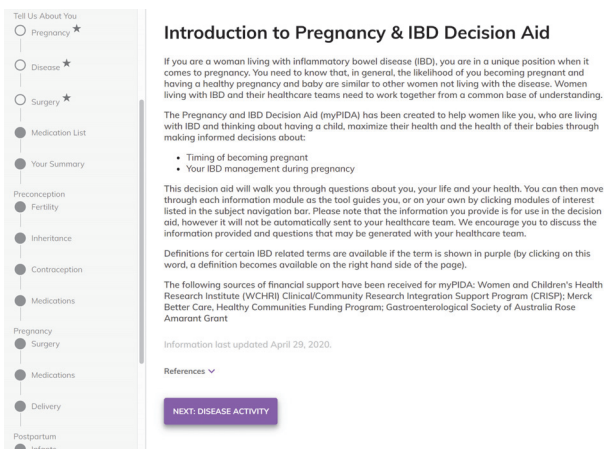 Tell Us About You
Pregnancy ★
Disease ★
Surgery ★
Medication List
Your Summary
Preconception
Fertility
Inheritance
Contraception
Medications
Pregnancy
Surgery
Medications
Delivery
Postpartum
Infants
Introduction to Pregnancy & IBD Decision Aid
If you are a woman living with inflammatory bowel disease (IBD), you are in a unique position when it
comes to pregnancy. You need to know that, in general, the likelihood of you becoming pregnant and
having a healthy pregnancy and baby are similar to other women not living with the disease. Women
living with IBD and their healthcare teams need to work together from a common base of understanding.
The Pregnancy and IBD Decision Aid (myPIDA) has been created to help women like you, who are living
with IBD and thinking about having a child, maximize their health and the health of their babies through
making informed decisions about:
• Timing of becoming pregnant
• Your IBD management during pregnancy
This decision aid will walk you through questions about you, your life and your health. You can then move
through each information module as the tool guides you, or on your own by clicking modules of interest
listed in the subject navigation bar. Please note that the information you provide is for use in the decision
aid, however it will not be automatically sent to your healthcare team. We encourage you to discuss the
information provided and questions that may be generated with your healthcare team.
Definitions for certain IBD related terms are available if the term is shown in purple (by clicking on this
word, a definition becomes available on the right hand side of the page).
The following sources of financial support have been received for myPIDA: Women and Children's Health
Research Institute (WCHRI) Clinical/Community Research Integration Support Program (CRISP); Merck
Better Care, Healthy Communities Funding Program; Gastroenterological Society of Australia Rose
Amarant Grant
Information last updated April 29, 2020.
References
NEXT: DISEASE ACTIVITY